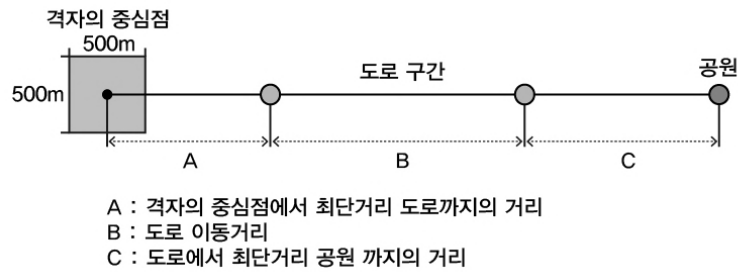 격자의 중심점
500m
도로 구간
공원
500m
A
B
C
A : 격자의 중심점에서 최단거리 도로까지의 거리
B : 도로 이동거리
C : 도로에서 최단거리 공원 까지의 거리